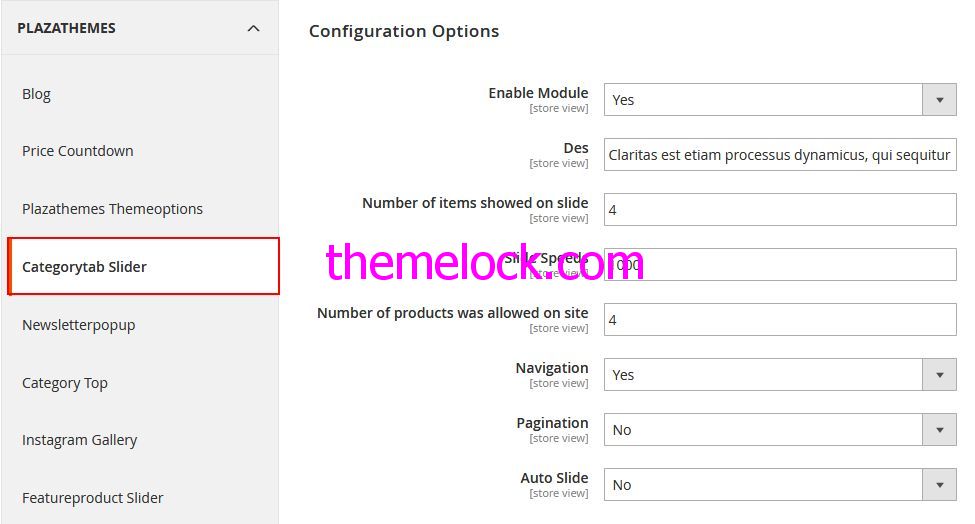 PLAZATHEMES
Blog
Price Countdown
Plazathemes Themeoptions
Categorytab Slider
Newsletterpopup
Category Top
Instagram Gallery
Featureproduct Slider
Configuration Options
Enable Module
[store view]
Yes
Des
[store view]
Claritas est etiam processus dynamicus, qui sequitur
Number of items showed on slide
[store view]
4
Slide Speeds
[store view]
themelock.com
Number of products was allowed on site
[store view]
4
Navigation
[store view]
Yes
Pagination
[store view]
No
Auto Slide
[store view]
No